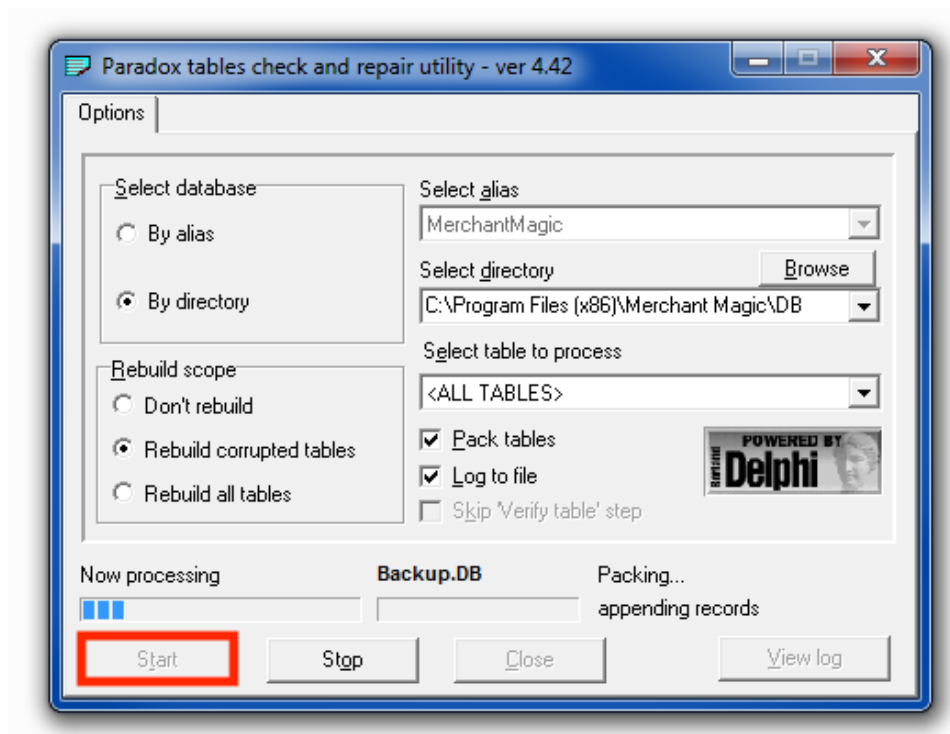 Paradox tables check and repair utility - ver 4.42
Options
Select database
By alias
By directory
Select alias
MerchantMagic
Select directory
Browse
C:\Program Files (x86)\Merchant Magic\DB
Select table to process
<ALL TABLES>
Rebuild scope
Don't rebuild
Rebuild corrupted tables
Rebuild all tables
Pack tables
Log to file
Skip 'Verify table' step
POWERED BY
Borland
Delphi
Now processing
Backup.DB
Packing...
appending records
Start
Stop
Close
View log